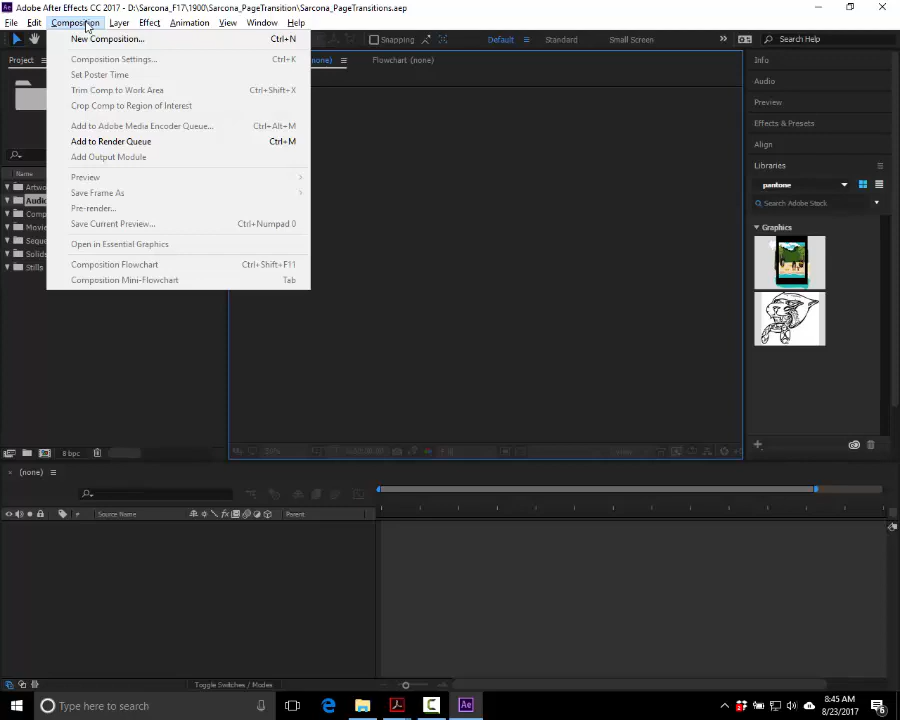 Adobe After Effects CC 2017 - D:\Sarcona_F17\1900\Sarcona_PageTransition\Sarcona_PageTransitions.aep
File Edit Composition Layer Effect Animation View Window Help
New Composition... Ctrl+N
Composition Settings... Ctrl+K
Set Poster Time
Trim Comp to Work Area Ctrl+Shift+X
Crop Comp to Region of Interest
Add to Adobe Media Encoder Queue... Ctrl+Alt+M
Add to Render Queue Ctrl+M
Add Output Module
Preview
Save Frame As
Pre-render...
Save Current Preview... Ctrl+Numpad 0
Open in Essential Graphics
Composition Flowchart Ctrl+Shift+F11
Composition Mini-Flowchart Tab
Snapping Default Standard Small Screen Search Help
Project
(none) Flowchart (none)
Name
Artwo
Audio
Comp
Movie
Seque
Solids
Stills
8 bpc
Info
Audio
Preview
Effects & Presets
Align
Libraries
pantone
Search Adobe Stock
Graphics
(none)
# Source Name Parent
Toggle Switches / Modes
Type here to search
8:45 AM
8/23/2017